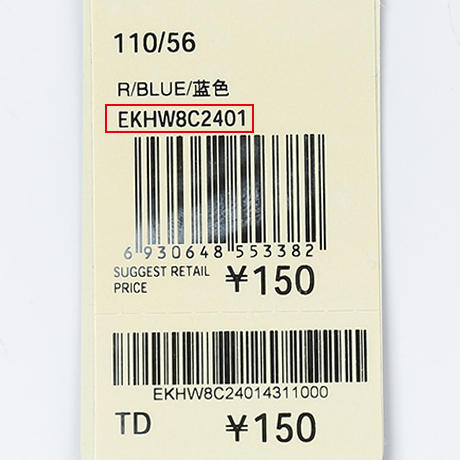 110/56
R/BLUE/蓝色
EKHW8C2401
6 930648 553382
SUGGEST RETAIL
PRICE ¥150
EKHW8C24014311000
TD ¥150